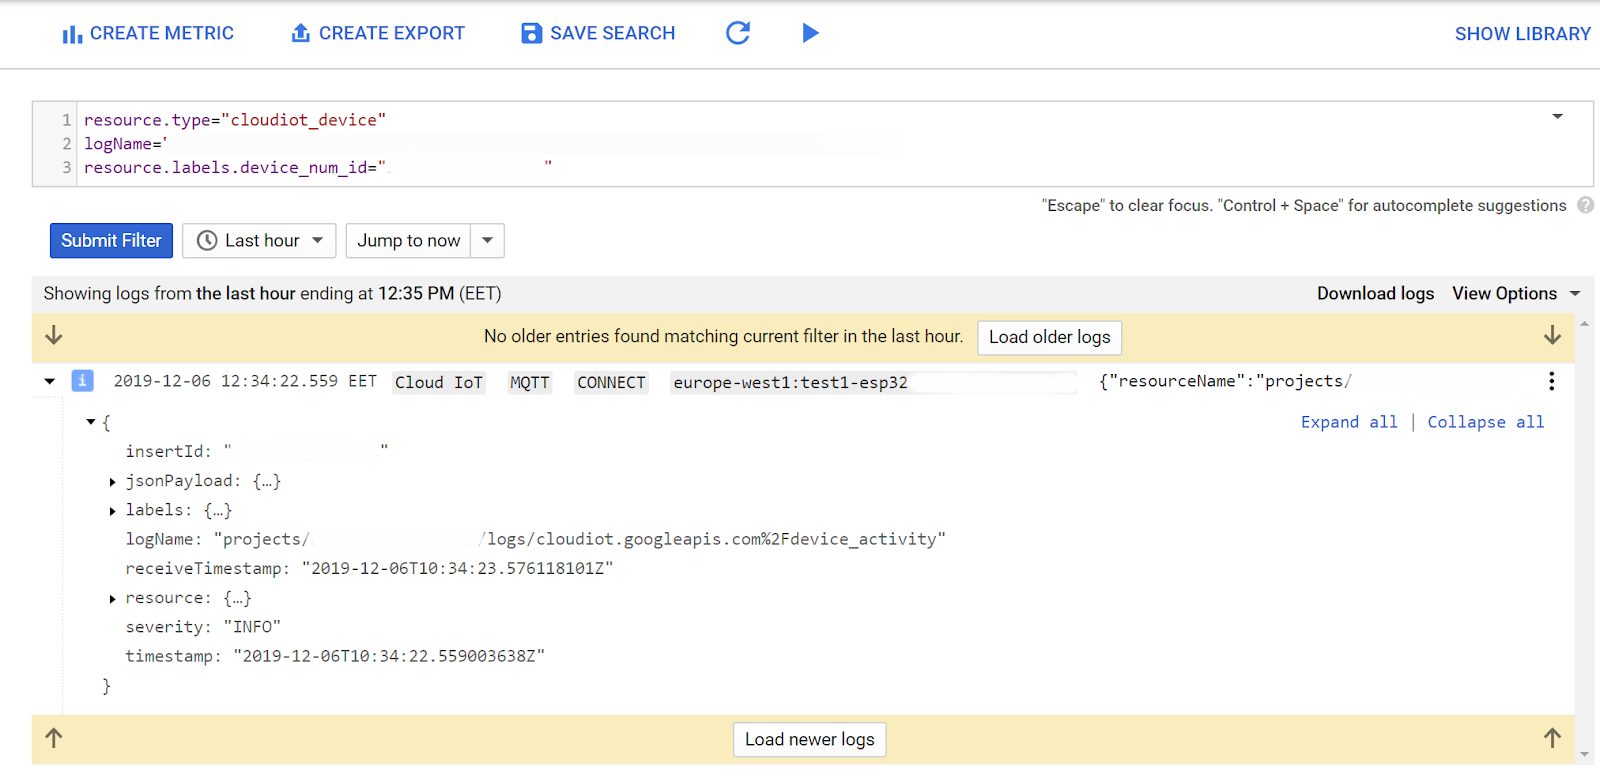 CREATE METRIC CREATE EXPORT SAVE SEARCH SHOW LIBRARY
1 resource.type="cloudiot_device"
2 logName='
3 resource.labels.device_num_id=" "
"Escape" to clear focus. "Control + Space" for autocomplete suggestions ?
Submit Filter Last hour Jump to now
Showing logs from the last hour ending at 12:35 PM (EET) Download logs View Options
No older entries found matching current filter in the last hour. Load older logs
i 2019-12-06 12:34:22.559 EET Cloud IoT MQTT CONNECT europe-west1:test1-esp32 {"resourceName":"projects/
{ Expand all | Collapse all
insertId: " "
jsonPayload: {…}
labels: {…}
logName: "projects/ /logs/cloudiot.googleapis.com%2Fdevice_activity"
receiveTimestamp: "2019-12-06T10:34:23.576118101Z"
resource: {…}
severity: "INFO"
timestamp: "2019-12-06T10:34:22.559003638Z"
}
Load newer logs